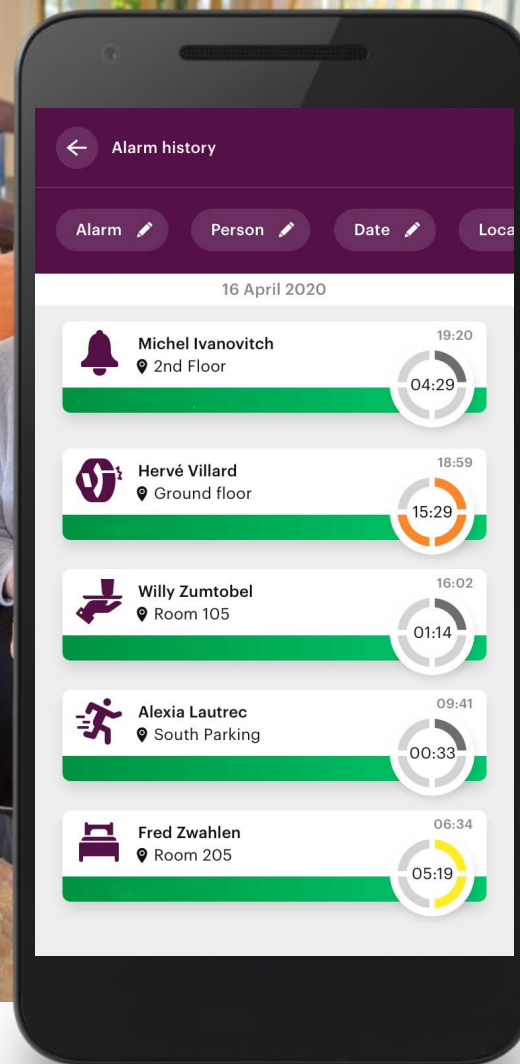 Alarm history
Alarm
Person
Date
Loca
16 April 2020
Michel Ivanovitch
19:20
2nd Floor
04:29
Hervé Villard
18:59
Ground floor
15:29
Willy Zumtobel
16:02
Room 105
01:14
Alexia Lautrec
09:41
South Parking
00:33
Fred Zwahlen
06:34
Room 205
05:19